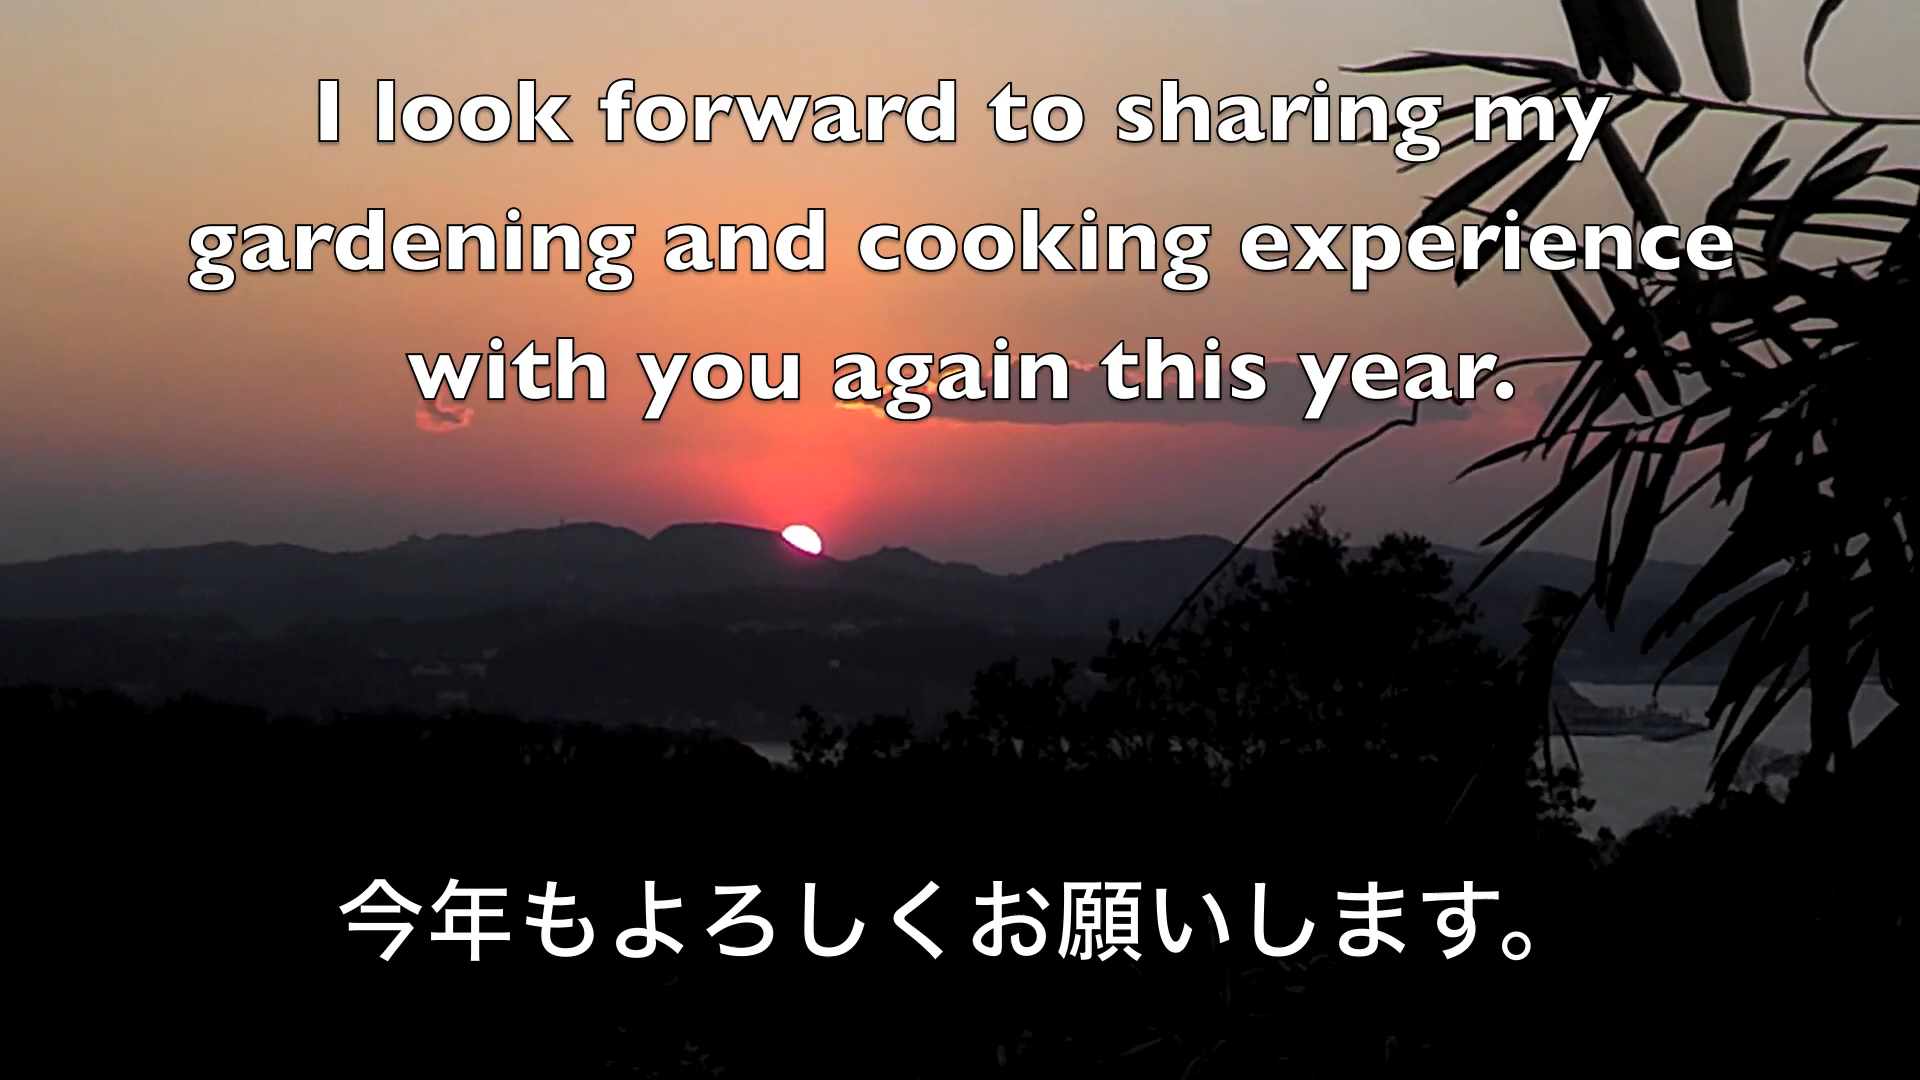 I look forward to sharing my
gardening and cooking experience
with you again this year.
今年もよろしくお願いします。